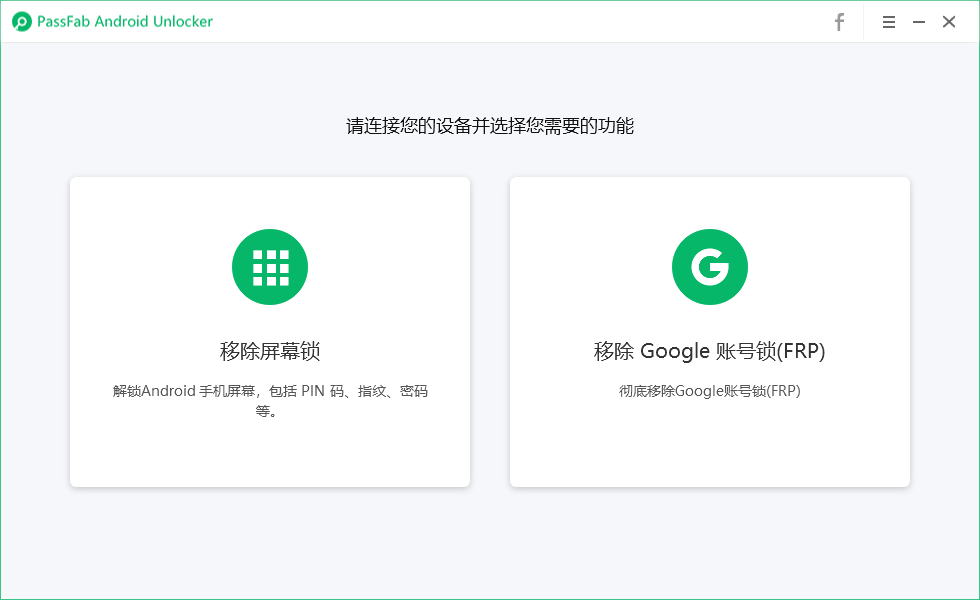 PassFab Android Unlocker
请连接您的设备并选择您需要的功能
移除屏幕锁
解锁Android 手机屏幕，包括 PIN 码、指纹、密码
等。
移除 Google 账号锁(FRP)
彻底移除Google账号锁(FRP)